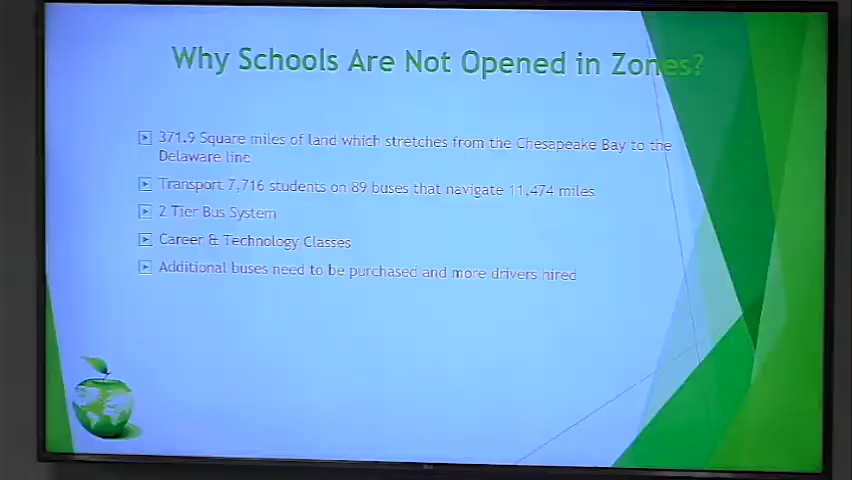 Why Schools Are Not Opened in Zones?
371.9 Square miles of land which stretches from the Chesapeake Bay to the
Delaware line
Transport 7,716 students on 89 buses that navigate 11,474 miles
2 Tier Bus System
Career & Technology Classes
Additional buses need to be purchased and more drivers hired